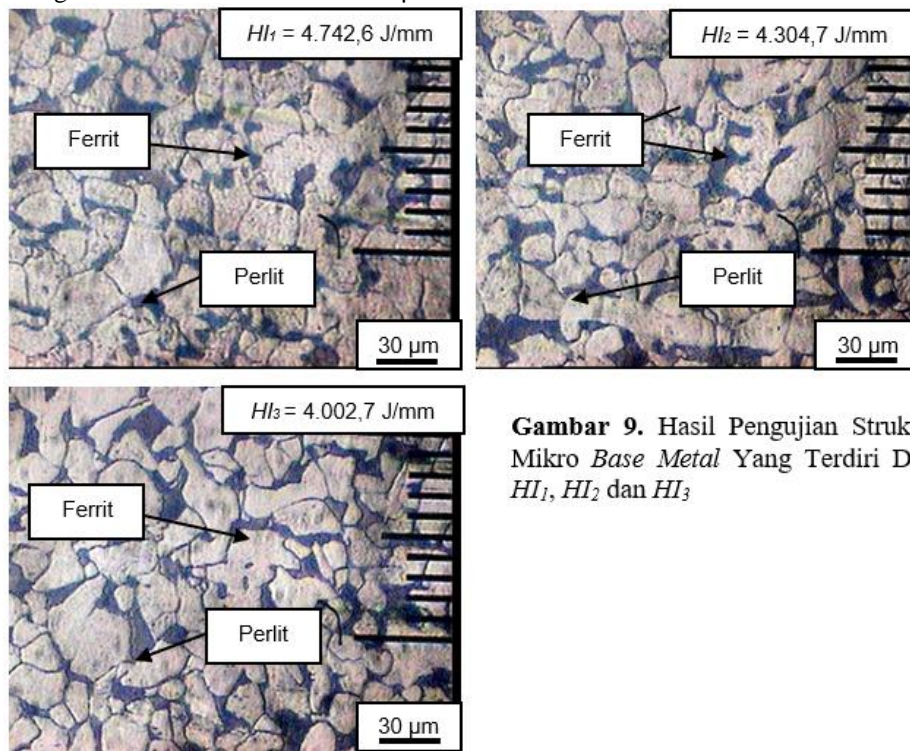 HI1 = 4.742,6 J/mm
Ferrit
Perlit
30 µm
HI2 = 4.304,7 J/mm
Ferrit
Perlit
30 µm
HI3 = 4.002,7 J/mm
Ferrit
Perlit
30 µm
Gambar 9. Hasil Pengujian Struk
Mikro Base Metal Yang Terdiri D
HI1, HI2 dan HI3